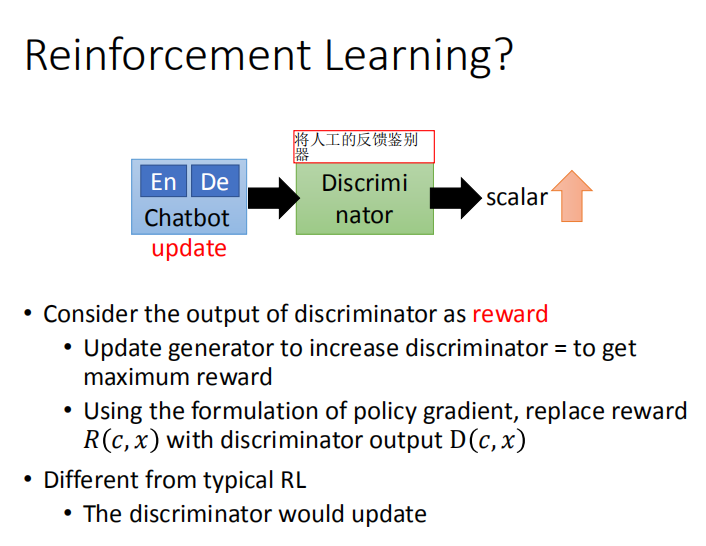 Reinforcement Learning?
将人工的反馈鉴别
器
En De
Chatbot
update
Discrimi
nator
scalar
• Consider the output of discriminator as reward
• Update generator to increase discriminator = to get
maximum reward
• Using the formulation of policy gradient, replace reward
𝑅(𝑐, 𝑥) with discriminator output D(𝑐, 𝑥)
• Different from typical RL
• The discriminator would update